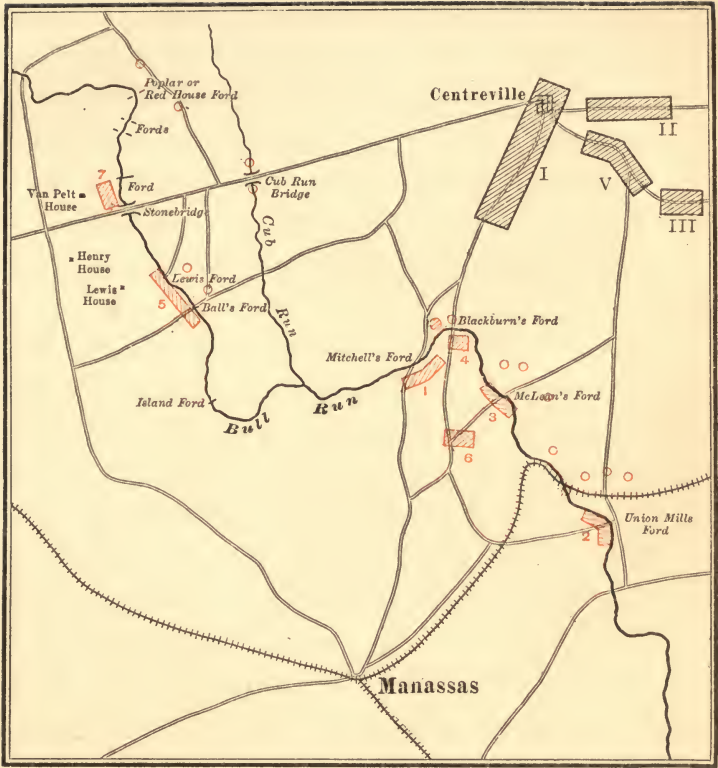 Poplar or
Red House Ford
Centreville
Fords
II
I
V
III
7
Ford
Van Pelt
House
Stonebridg
Cub Run
Bridge
Cub
Run
Henry
House
Lewis Ford
Lewis
House
5
Ball's Ford
Blackburn's Ford
Mitchell's Ford
4
1
Island Ford
Bull
Run
McLean's Ford
3
6
Union Mills
Ford
2
Manassas